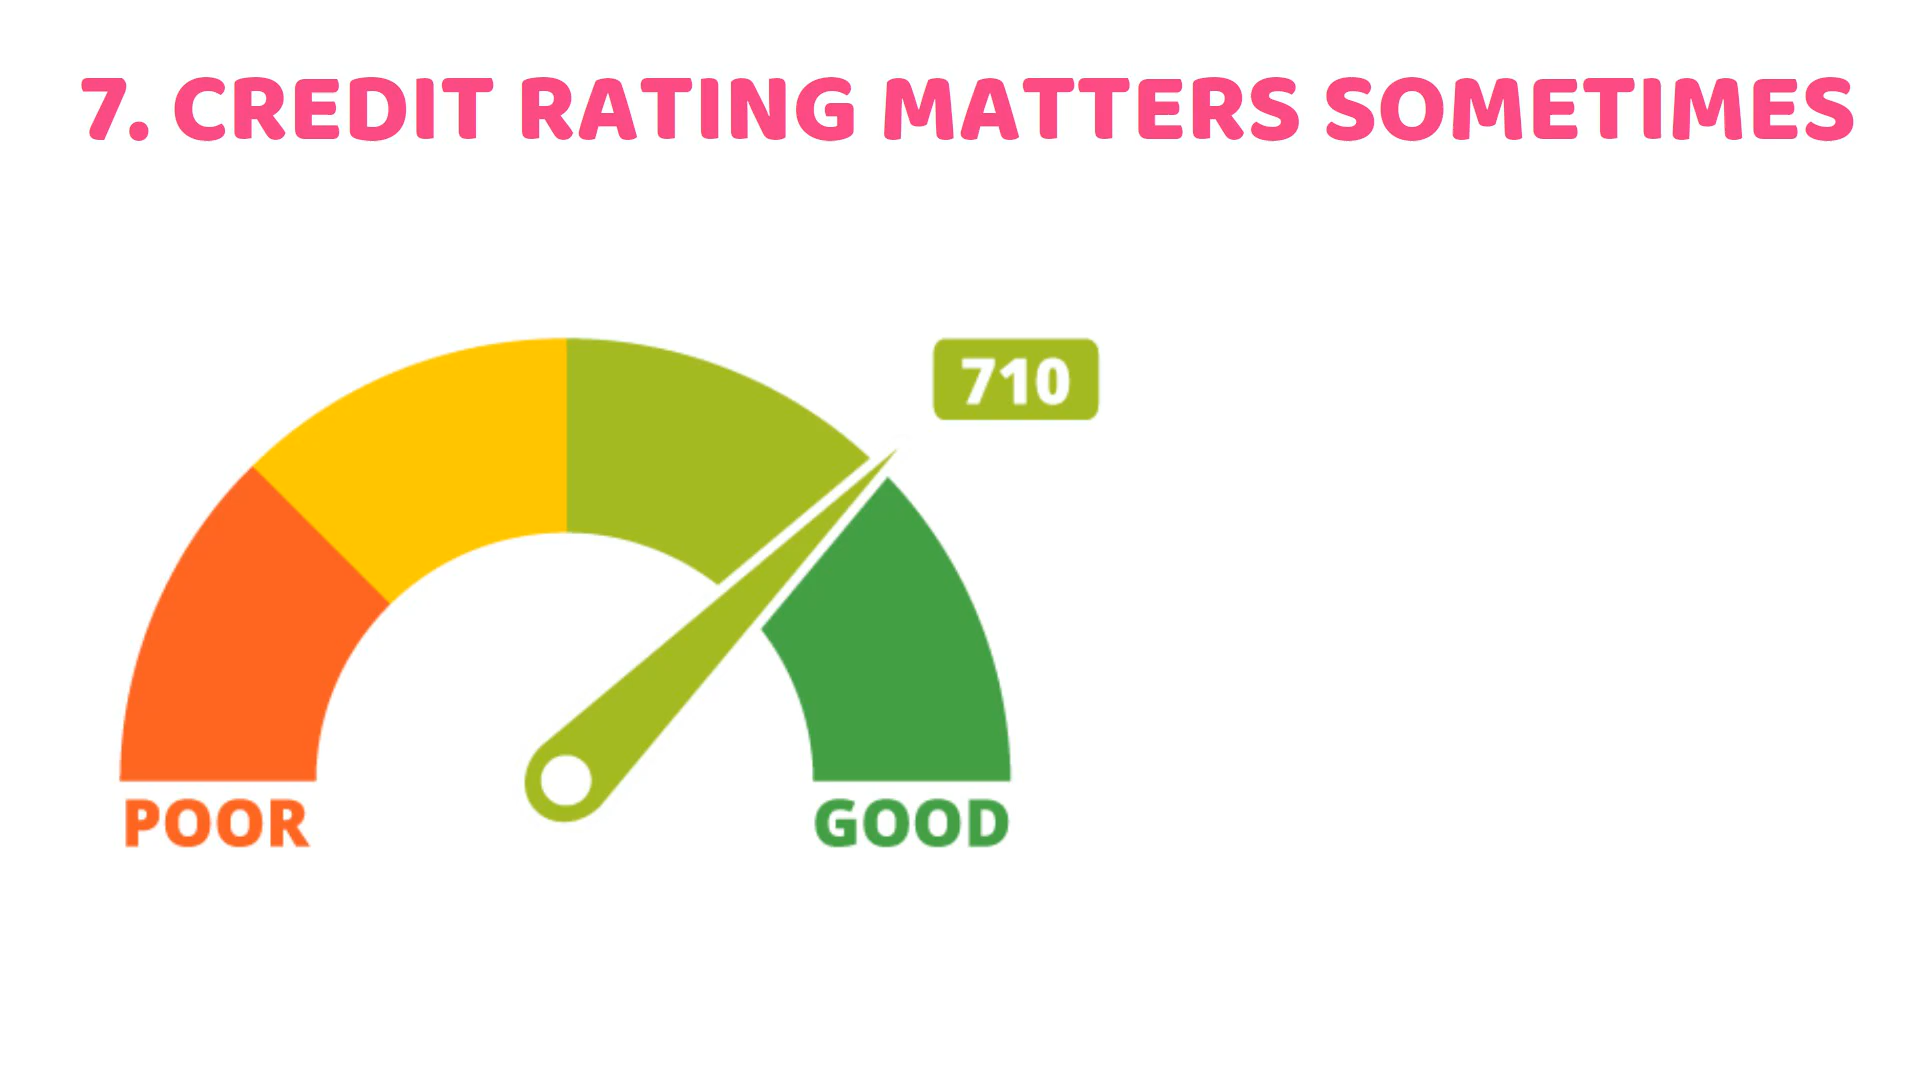 7. CREDIT RATING MATTERS SOMETIMES
710
POOR
GOOD